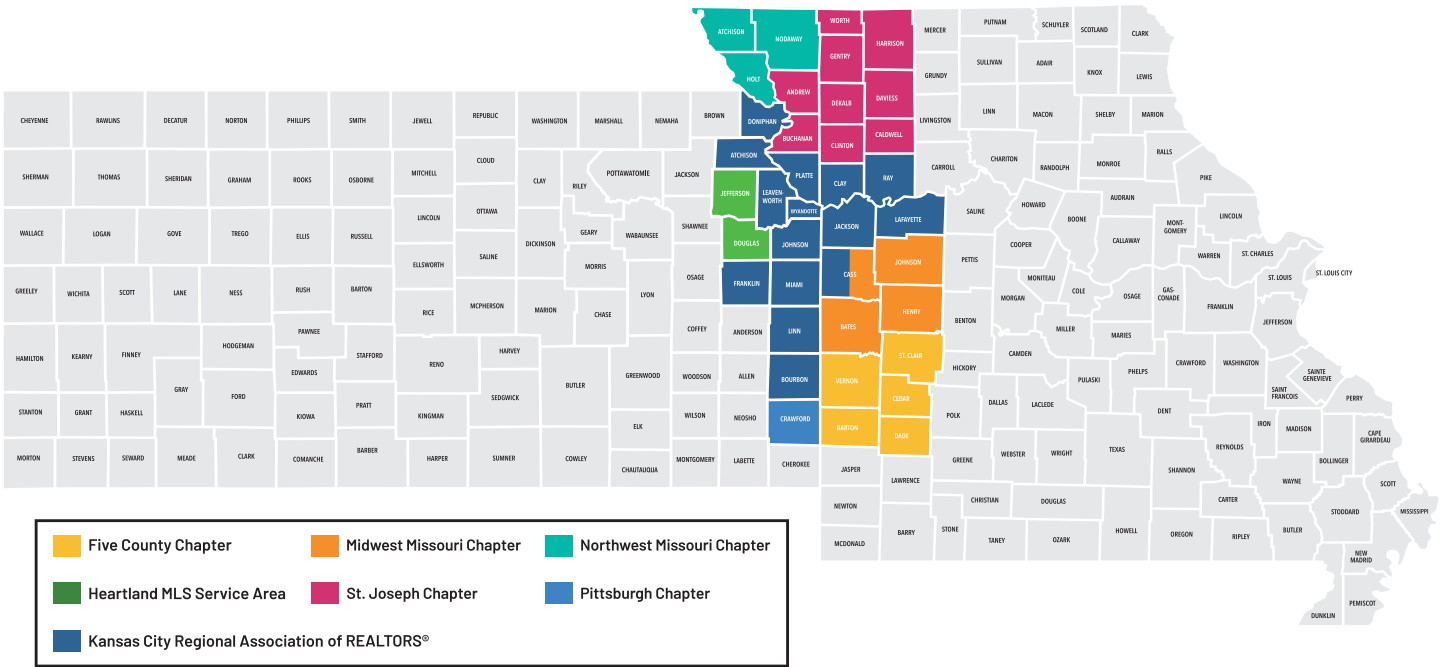 WORTH
ATCHISON
NODAWAY
HARRISON
MERCER
PUTNAM
SCHUYLER
SCOTLAND
CLARK
GENTRY
SULLIVAN
ADAIR
KNOX
LEWIS
HOLT
GRUNDY
ANDREW
DEKALB
DAVIESS
LIVINGSTON
LINN
MACON
SHELBY
MARION
CHEYENNE
RAWLINS
DECATUR
NORTON
PHILLIPS
SMITH
JEWELL
REPUBLIC
WASHINGTON
MARSHALL
NEMAHA
BROWN
DONIPHAN
BUCHANAN
CLINTON
CALDWELL
CLOUD
ATCHISON
CARROLL
CHARITON
RANDOLPH
MONROE
RALLS
PIKE
SHERMAN
THOMAS
SHERIDAN
GRAHAM
ROOKS
OSBORNE
MITCHELL
CLAY
RILEY
POTTAWATOMIE
JACKSON
JEFFERSON
LEAVEN-
WORTH
PLATTE
CLAY
RAY
OTTAWA
WYANDOTTE
LAFAYETTE
SALINE
HOWARD
BOONE
AUDRAIN
LINCOLN
WALLACE
LOGAN
GOVE
TREGO
ELLIS
RUSSELL
LINCOLN
DICKINSON
GEARY
WABAUNSEE
SHAWNEE
DOUGLAS
JOHNSON
JACKSON
COOPER
CALLAWAY
MONT-
GOMERY
WARREN
ST. CHARLES
ELLSWORTH
SALINE
MORRIS
OSAGE
JOHNSON
PETTIS
MONITEAU
COLE
OSAGE
GAS-
CONADE
FRANKLIN
ST. LOUIS
ST. LOUIS CITY
GREELEY
WICHITA
SCOTT
LANE
NESS
RUSH
BARTON
RICE
MCPHERSON
MARION
CHASE
LYON
FRANKLIN
MIAMI
CASS
HENRY
BENTON
MORGAN
MILLER
MARIES
JEFFERSON
HAMILTON
KEARNY
FINNEY
HODGEMAN
PAWNEE
STAFFORD
RENO
HARVEY
COFFEY
ANDERSON
LINN
BATES
ST. CLAIR
HICKORY
CAMDEN
PULASKI
PHELPS
CRAWFORD
WASHINGTON
SAINTE
GENEVIEVE
SAINT
FRANCOIS
PERRY
GRAY
FORD
EDWARDS
KIOWA
PRATT
KINGMAN
SEDGWICK
BUTLER
GREENWOOD
WOODSON
ALLEN
BOURBON
VERNON
CEDAR
POLK
DALLAS
LACLEDE
DENT
IRON
MADISON
CAPE
GIRARDEAU
STANTON
GRANT
HASKELL
ELK
WILSON
NEOSHO
CRAWFORD
BARTON
DADE
GREENE
WEBSTER
WRIGHT
TEXAS
REYNOLDS
BOLLINGER
MORTON
STEVENS
SEWARD
MEADE
CLARK
COMANCHE
BARBER
HARPER
SUMNER
COWLEY
CHAUTAUQUA
MONTGOMERY
LABETTE
CHEROKEE
JASPER
LAWRENCE
SHANNON
WAYNE
SCOTT
NEWTON
CHRISTIAN
DOUGLAS
CARTER
STODDARD
MISSISSIPPI
MCDONALD
BARRY
STONE
TANEY
OZARK
HOWELL
OREGON
RIPLEY
BUTLER
NEW
MADRID
PEMISCOT
DUNKLIN
Five County Chapter
Midwest Missouri Chapter
Northwest Missouri Chapter
Heartland MLS Service Area
St. Joseph Chapter
Pittsburgh Chapter
Kansas City Regional Association of REALTORS®